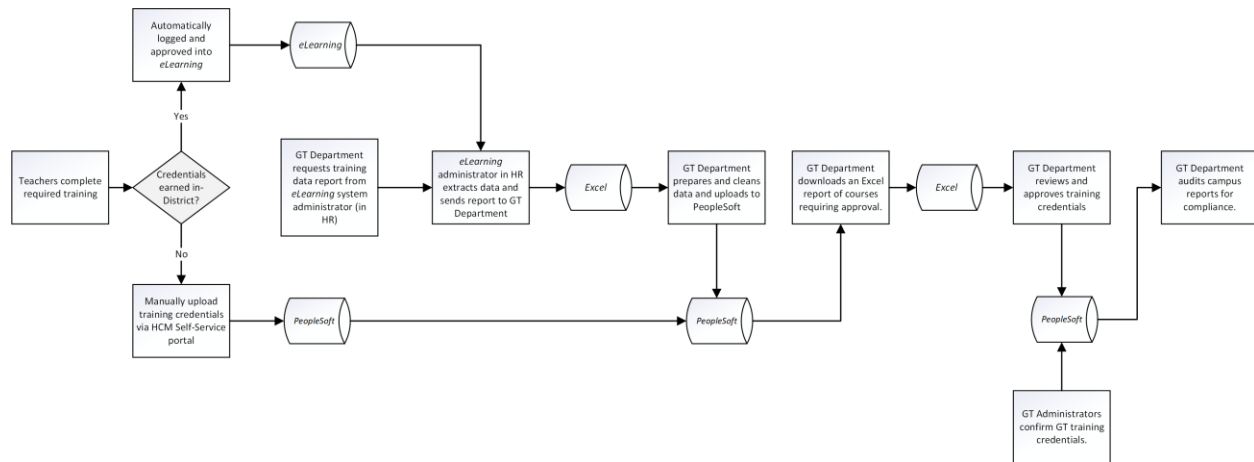 Automatically
logged and
approved into
eLearning
eLearning
Yes
Teachers complete
required training
Credentials
earned in-
District?
GT Department
requests training
data report from
eLearning system
administrator (in
HR)
eLearning
administrator in HR
extracts data and
sends report to GT
Department
Excel
GT Department
prepares and cleans
data and uploads to
PeopleSoft
GT Department
downloads an Excel
report of courses
requiring approval.
Excel
GT Department
reviews and
approves training
credentials
GT Department
audits campus
reports for
compliance.
No
Manually upload
training credentials
via HCM Self-Service
portal
PeopleSoft
PeopleSoft
PeopleSoft
GT Administrators
confirm GT training
credentials.